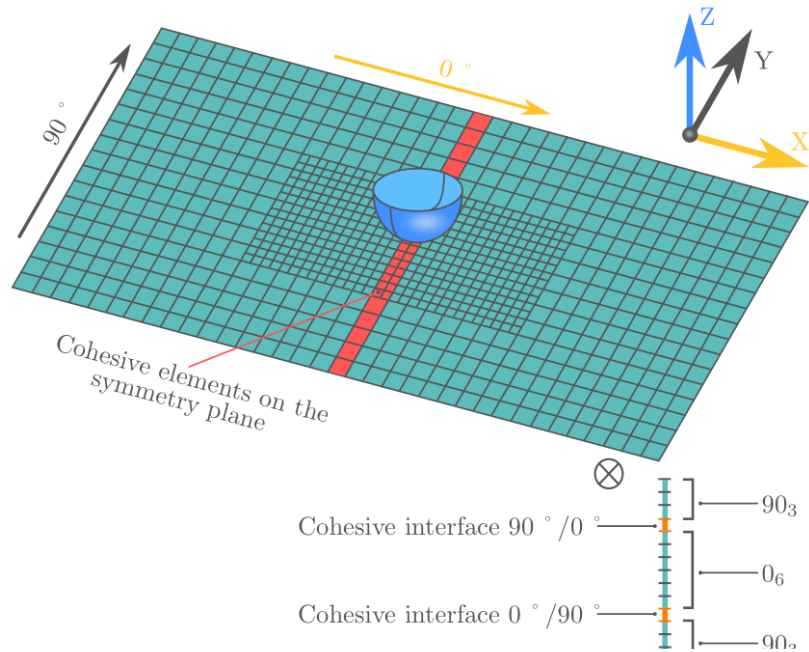 Z
Y
X
0 °
90 °
Cohesive elements on the
symmetry plane
90₃
Cohesive interface 90 °/0 °
0₆
Cohesive interface 0 °/90 °
90₃